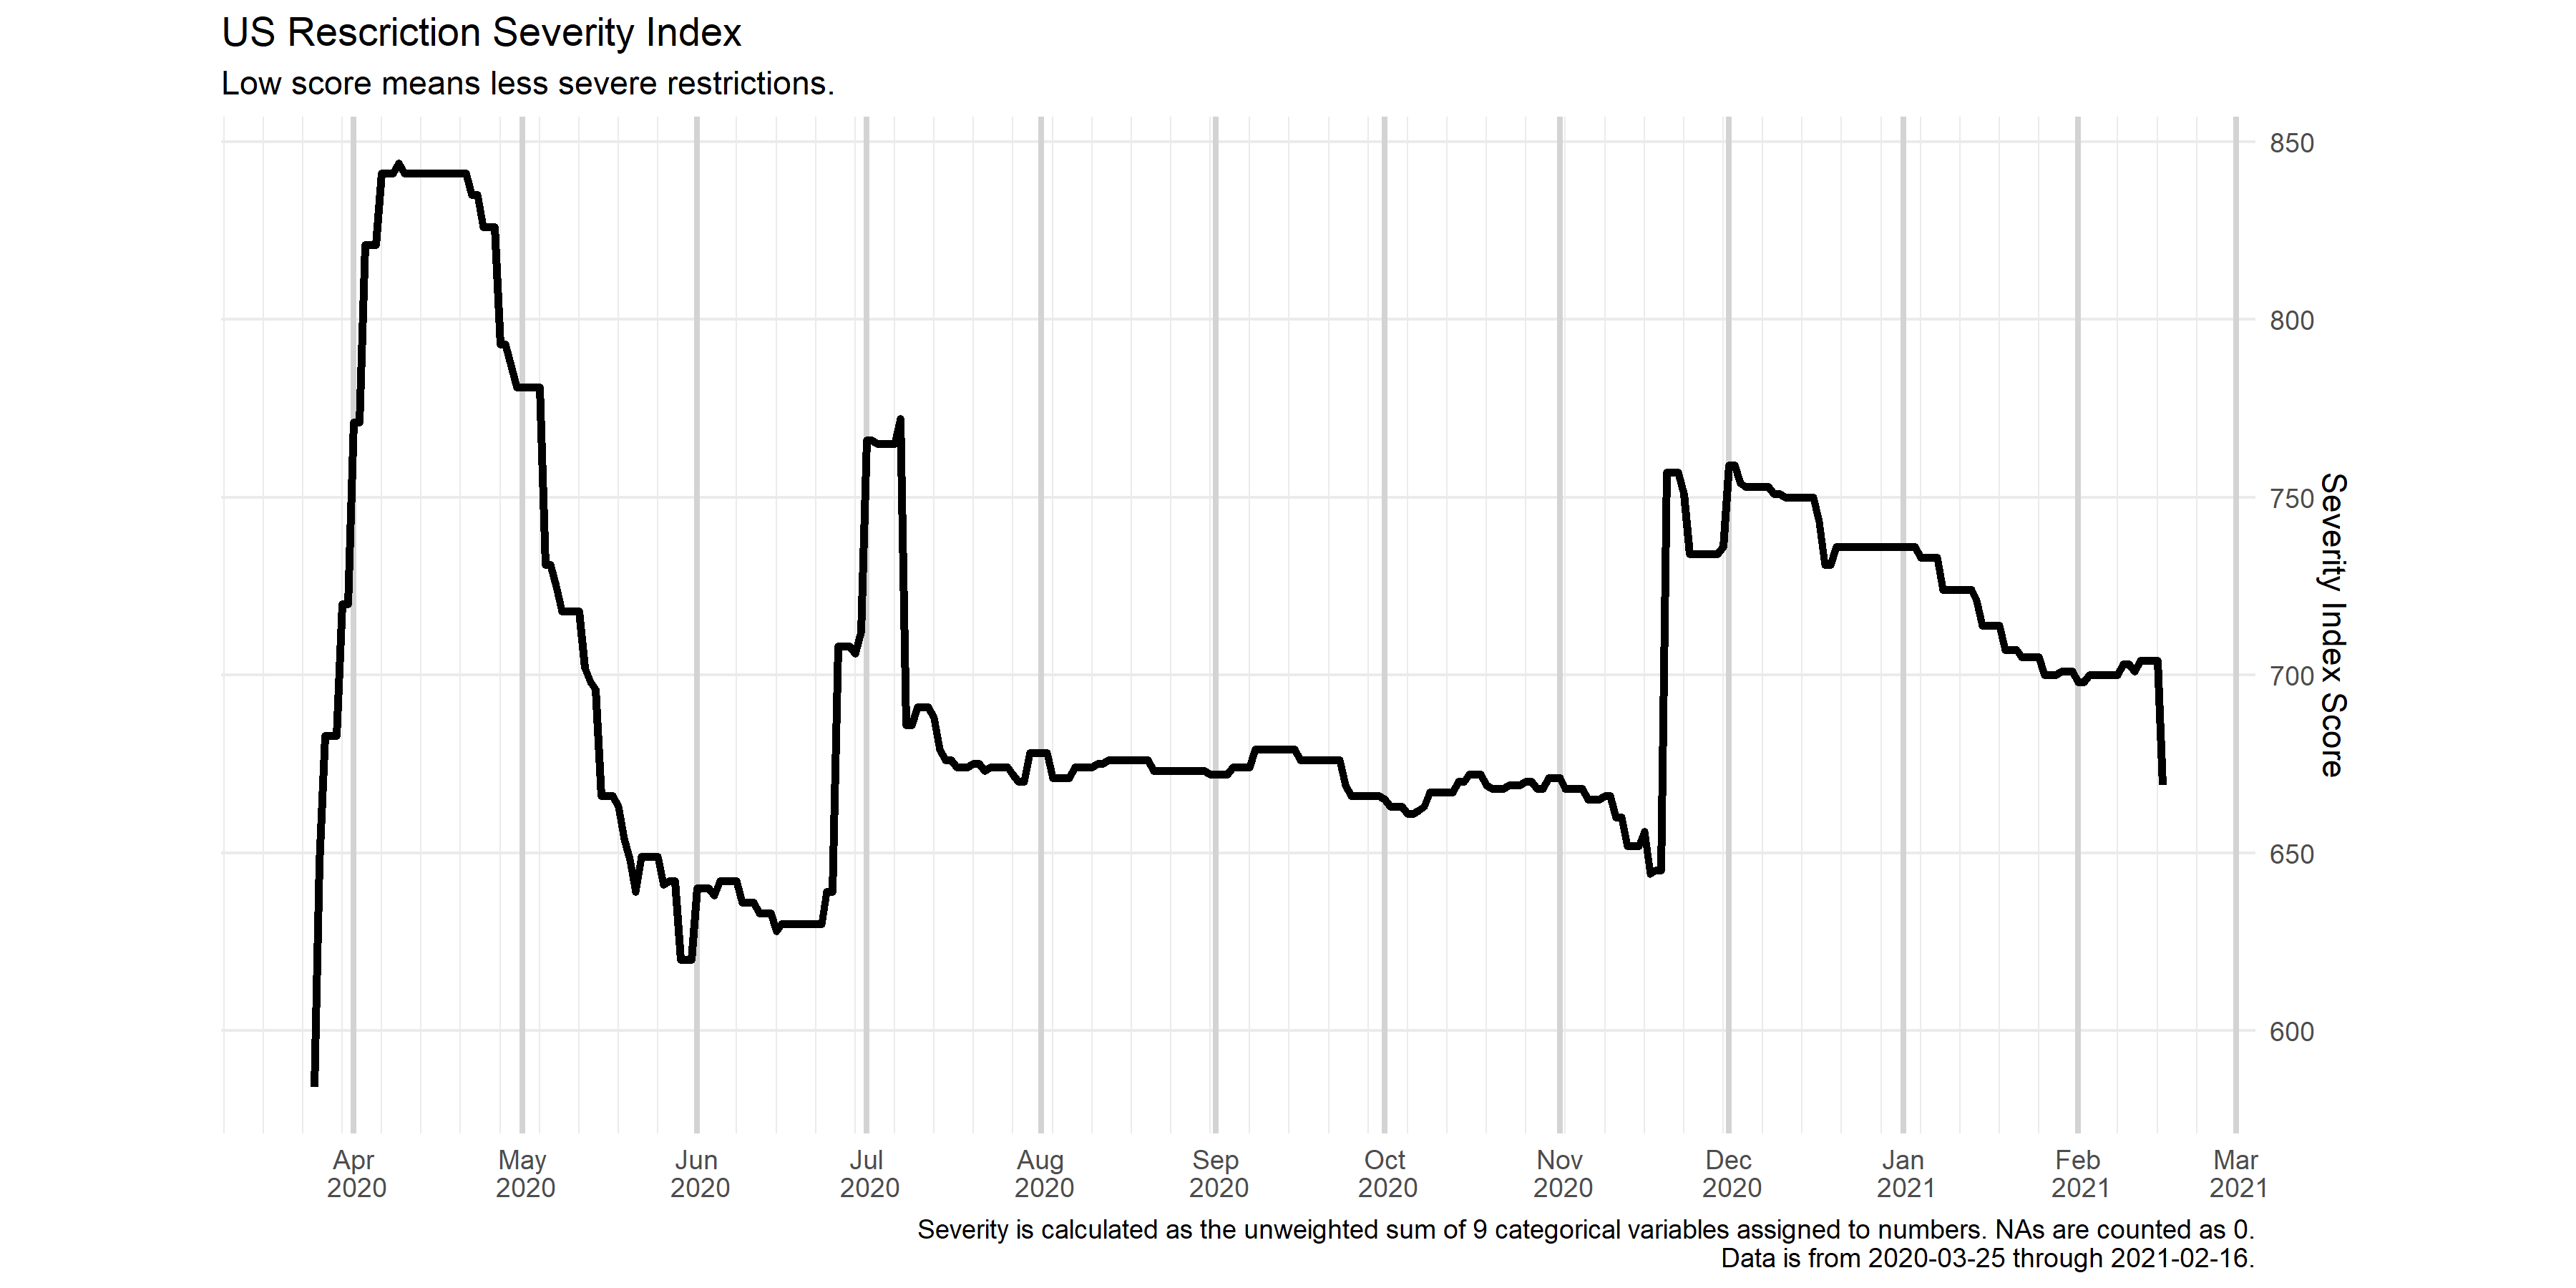 US Rescriction Severity Index
Low score means less severe restrictions.
850
800
750
700
650
600
Severity Index Score
Apr
2020
May
2020
Jun
2020
Jul
2020
Aug
2020
Sep
2020
Oct
2020
Nov
2020
Dec
2020
Jan
2021
Feb
2021
Mar
2021
Severity is calculated as the unweighted sum of 9 categorical variables assigned to numbers. NAs are counted as 0.
Data is from 2020-03-25 through 2021-02-16.